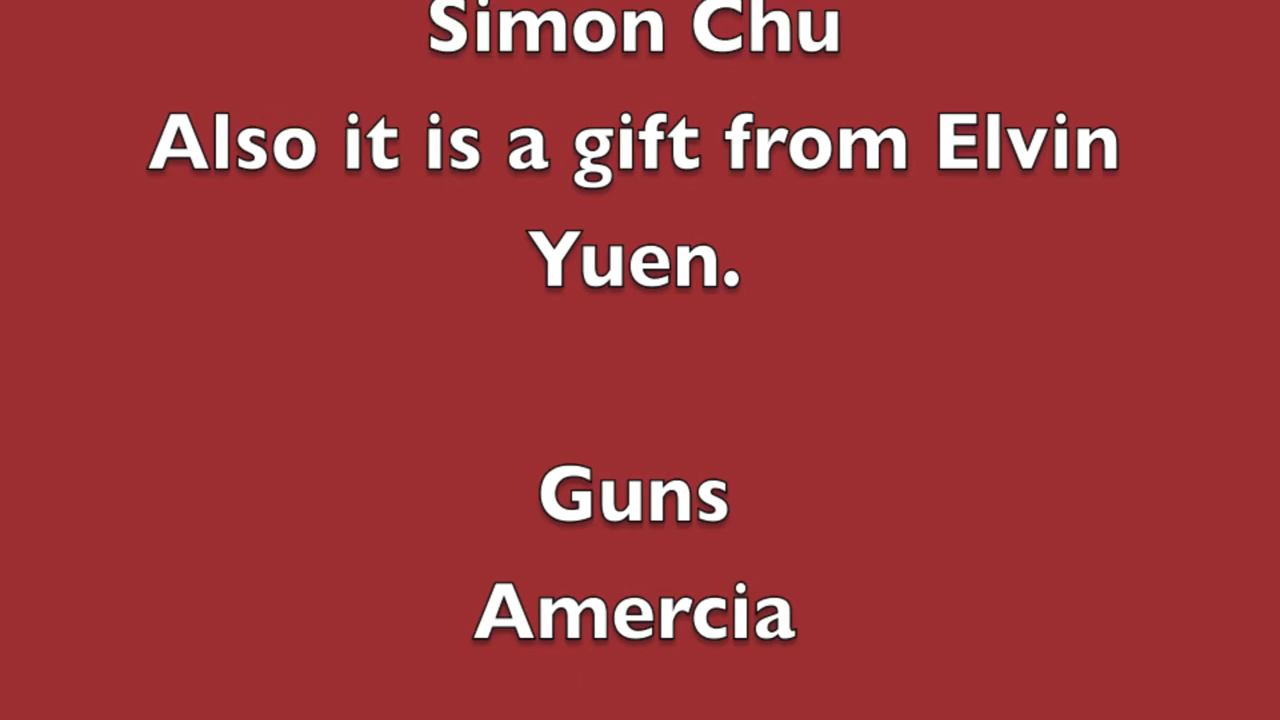 Simon Chu
Also it is a gift from Elvin
Yuen.
Guns
Amercia